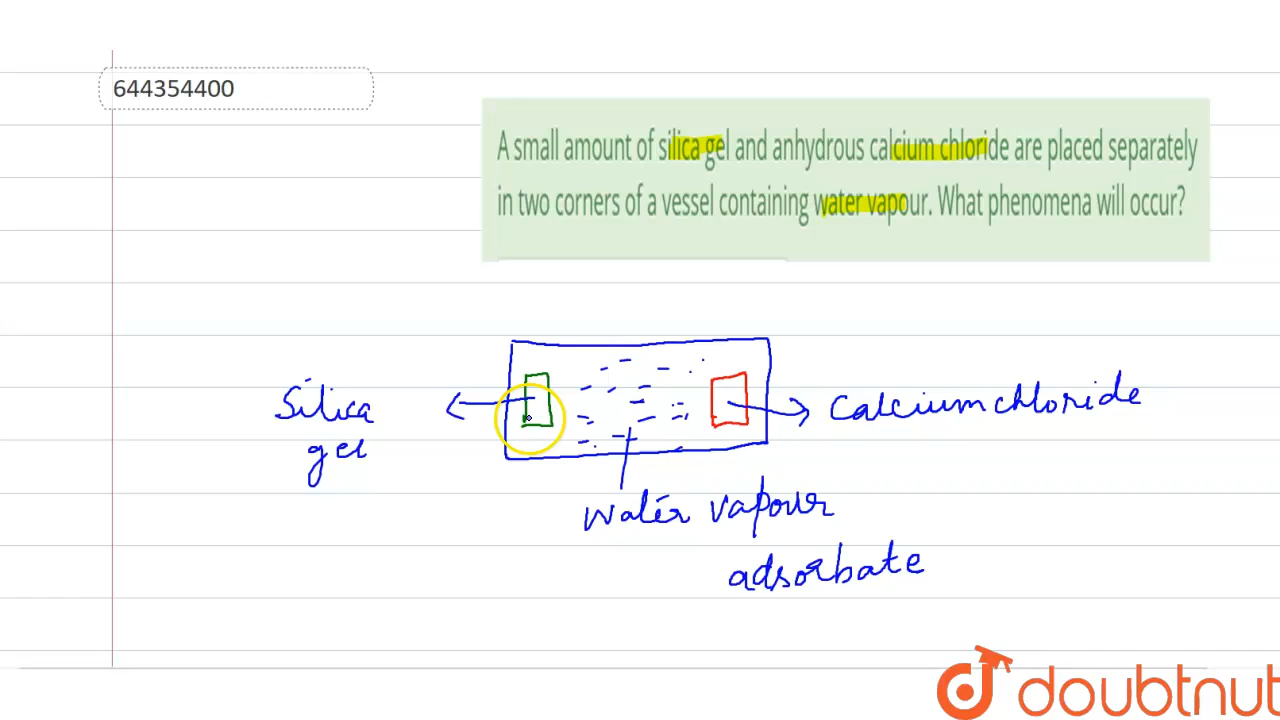 644354400
A small amount of silica gel and anhydrous calcium chloride are placed separately
in two corners of a vessel containing water vapour. What phenomena will occur?
Silica
gel
calcium chloride
water vapour
adsorbate
doubtnut